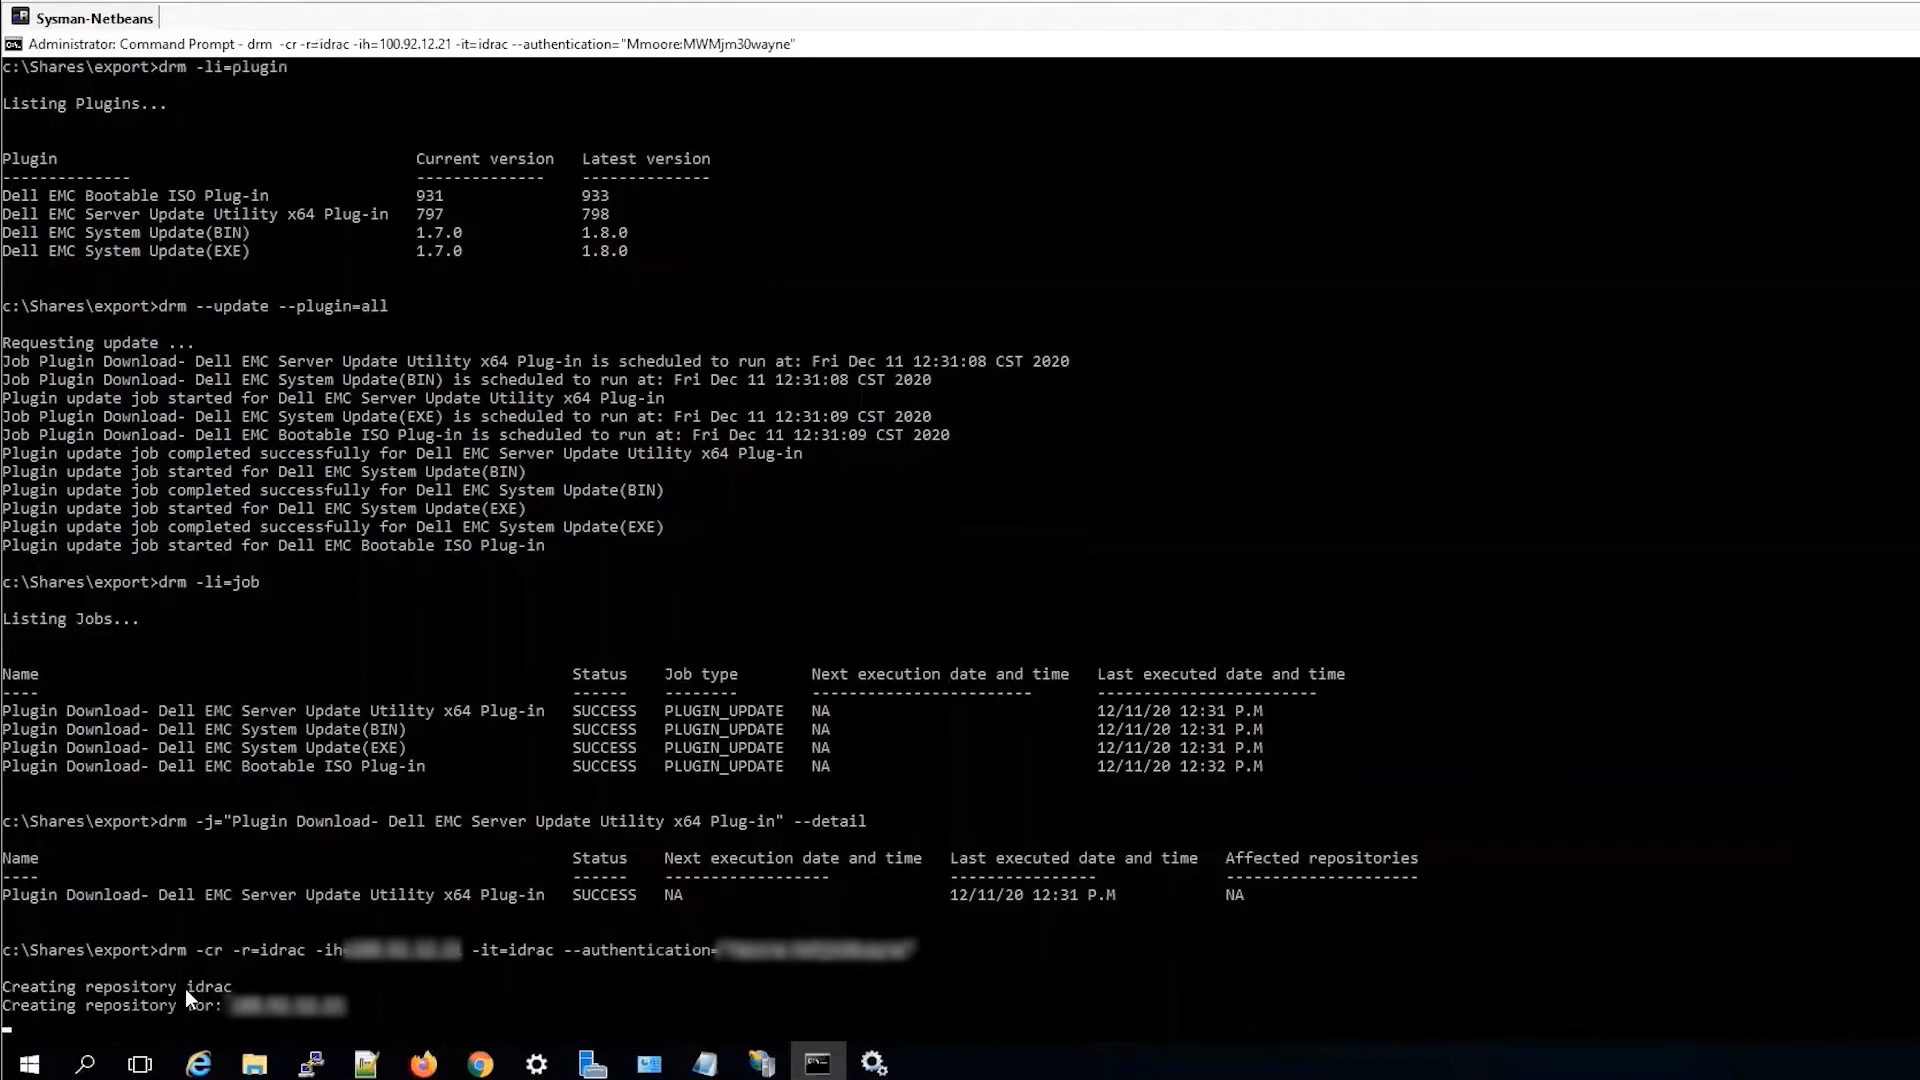 Sysman-Netbeans
Administrator: Command Prompt - drm -cr -r=idrac -ih=100.92.12.21 -it=idrac --authentication="Mmoore:MWMjm30wayne"
c:\Shares\export>drm -li=plugin
Listing Plugins...
Plugin Current version Latest version
-------------- -------------- --------------
Dell EMC Bootable ISO Plug-in 931 933
Dell EMC Server Update Utility x64 Plug-in 797 798
Dell EMC System Update(BIN) 1.7.0 1.8.0
Dell EMC System Update(EXE) 1.7.0 1.8.0
c:\Shares\export>drm --update --plugin=all
Requesting update ...
Job Plugin Download- Dell EMC Server Update Utility x64 Plug-in is scheduled to run at: Fri Dec 11 12:31:08 CST 2020
Job Plugin Download- Dell EMC System Update(BIN) is scheduled to run at: Fri Dec 11 12:31:08 CST 2020
Plugin update job started for Dell EMC Server Update Utility x64 Plug-in
Job Plugin Download- Dell EMC System Update(EXE) is scheduled to run at: Fri Dec 11 12:31:09 CST 2020
Job Plugin Download- Dell EMC Bootable ISO Plug-in is scheduled to run at: Fri Dec 11 12:31:09 CST 2020
Plugin update job completed successfully for Dell EMC Server Update Utility x64 Plug-in
Plugin update job started for Dell EMC System Update(BIN)
Plugin update job completed successfully for Dell EMC System Update(BIN)
Plugin update job started for Dell EMC System Update(EXE)
Plugin update job completed successfully for Dell EMC System Update(EXE)
Plugin update job started for Dell EMC Bootable ISO Plug-in
c:\Shares\export>drm -li=job
Listing Jobs...
Name Status Job type Next execution date and time Last executed date and time
---- ------ -------- ------------------------ ------------------------
Plugin Download- Dell EMC Server Update Utility x64 Plug-in SUCCESS PLUGIN_UPDATE NA 12/11/20 12:31 P.M
Plugin Download- Dell EMC System Update(BIN) SUCCESS PLUGIN_UPDATE NA 12/11/20 12:31 P.M
Plugin Download- Dell EMC System Update(EXE) SUCCESS PLUGIN_UPDATE NA 12/11/20 12:31 P.M
Plugin Download- Dell EMC Bootable ISO Plug-in SUCCESS PLUGIN_UPDATE NA 12/11/20 12:32 P.M
c:\Shares\export>drm -j="Plugin Download- Dell EMC Server Update Utility x64 Plug-in" --detail
Name Status Next execution date and time Last executed date and time Affected repositories
---- ------ ------------------ ---------------- ---------------------
Plugin Download- Dell EMC Server Update Utility x64 Plug-in SUCCESS NA 12/11/20 12:31 P.M NA
c:\Shares\export>drm -cr -r=idrac -ih= -it=idrac --authentication=
Creating repository idrac
Creating repository for: